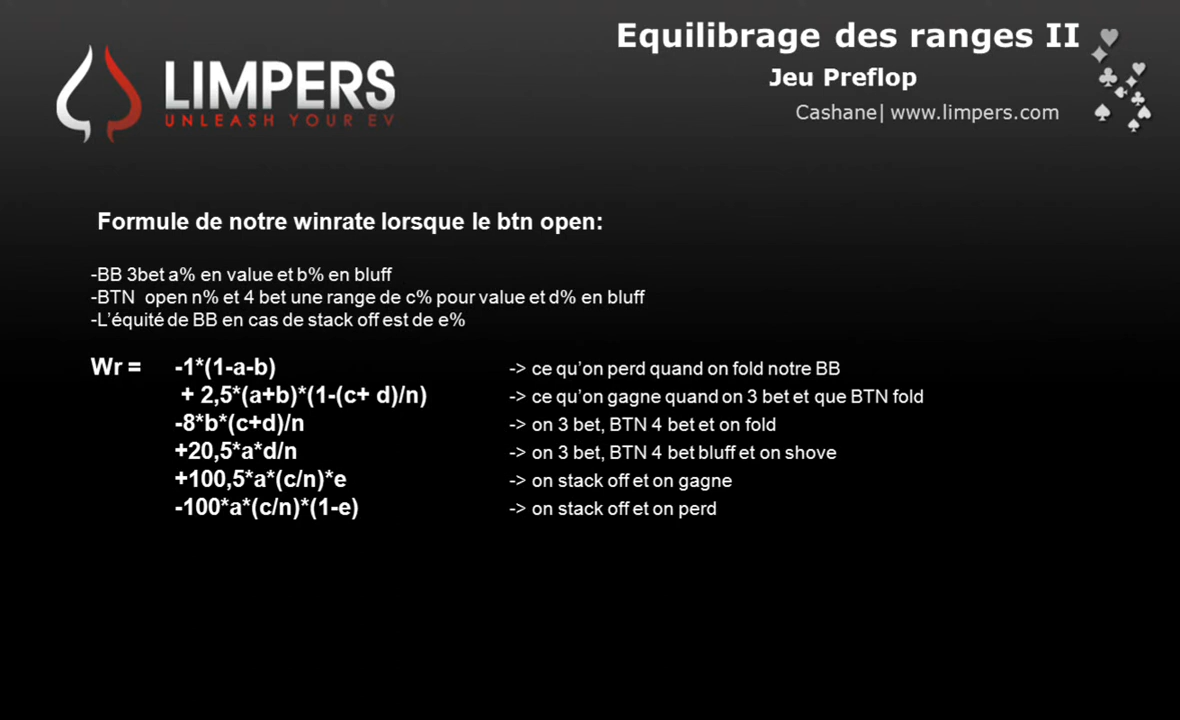 Equilibrage des ranges II
Jeu Preflop
Cashane| www.limpers.com
LIMPERS
UNLEASH YOUR EV
Formule de notre winrate lorsque le btn open:
-BB 3bet a% en value et b% en bluff
-BTN open n% et 4 bet une range de c% pour value et d% en bluff
-L'équité de BB en cas de stack off est de e%
Wr = -1*(1-a-b) -> ce qu'on perd quand on fold notre BB
+ 2,5*(a+b)*(1-(c+ d)/n) -> ce qu'on gagne quand on 3 bet et que BTN fold
-8*b*(c+d)/n -> on 3 bet, BTN 4 bet et on fold
+20,5*a*d/n -> on 3 bet, BTN 4 bet bluff et on shove
+100,5*a*(c/n)*e -> on stack off et on gagne
-100*a*(c/n)*(1-e) -> on stack off et on perd